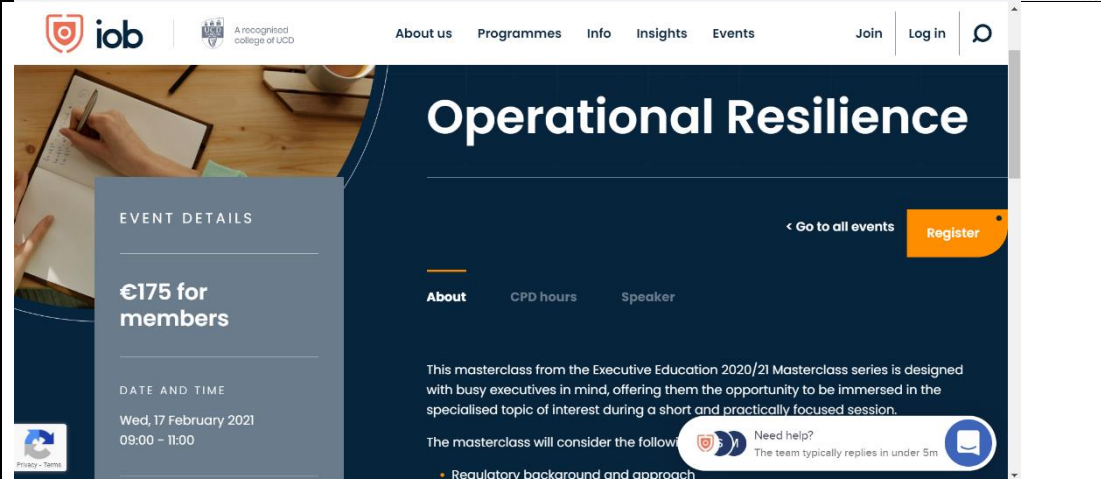 iob
UCD
A recognised
college of UCD
About us Programmes Info Insights Events Join Log in
Operational Resilience
EVENT DETAILS
< Go to all events Register
€175 for
members
About CPD hours Speaker
DATE AND TIME
Wed, 17 February 2021
09:00 - 11:00
This masterclass from the Executive Education 2020/21 Masterclass series is designed
with busy executives in mind, offering them the opportunity to be immersed in the
specialised topic of interest during a short and practically focused session.
The masterclass will consider the followi
• Regulatory background and approach
Need help?
The team typically replies in under 5m
Privacy - Terms